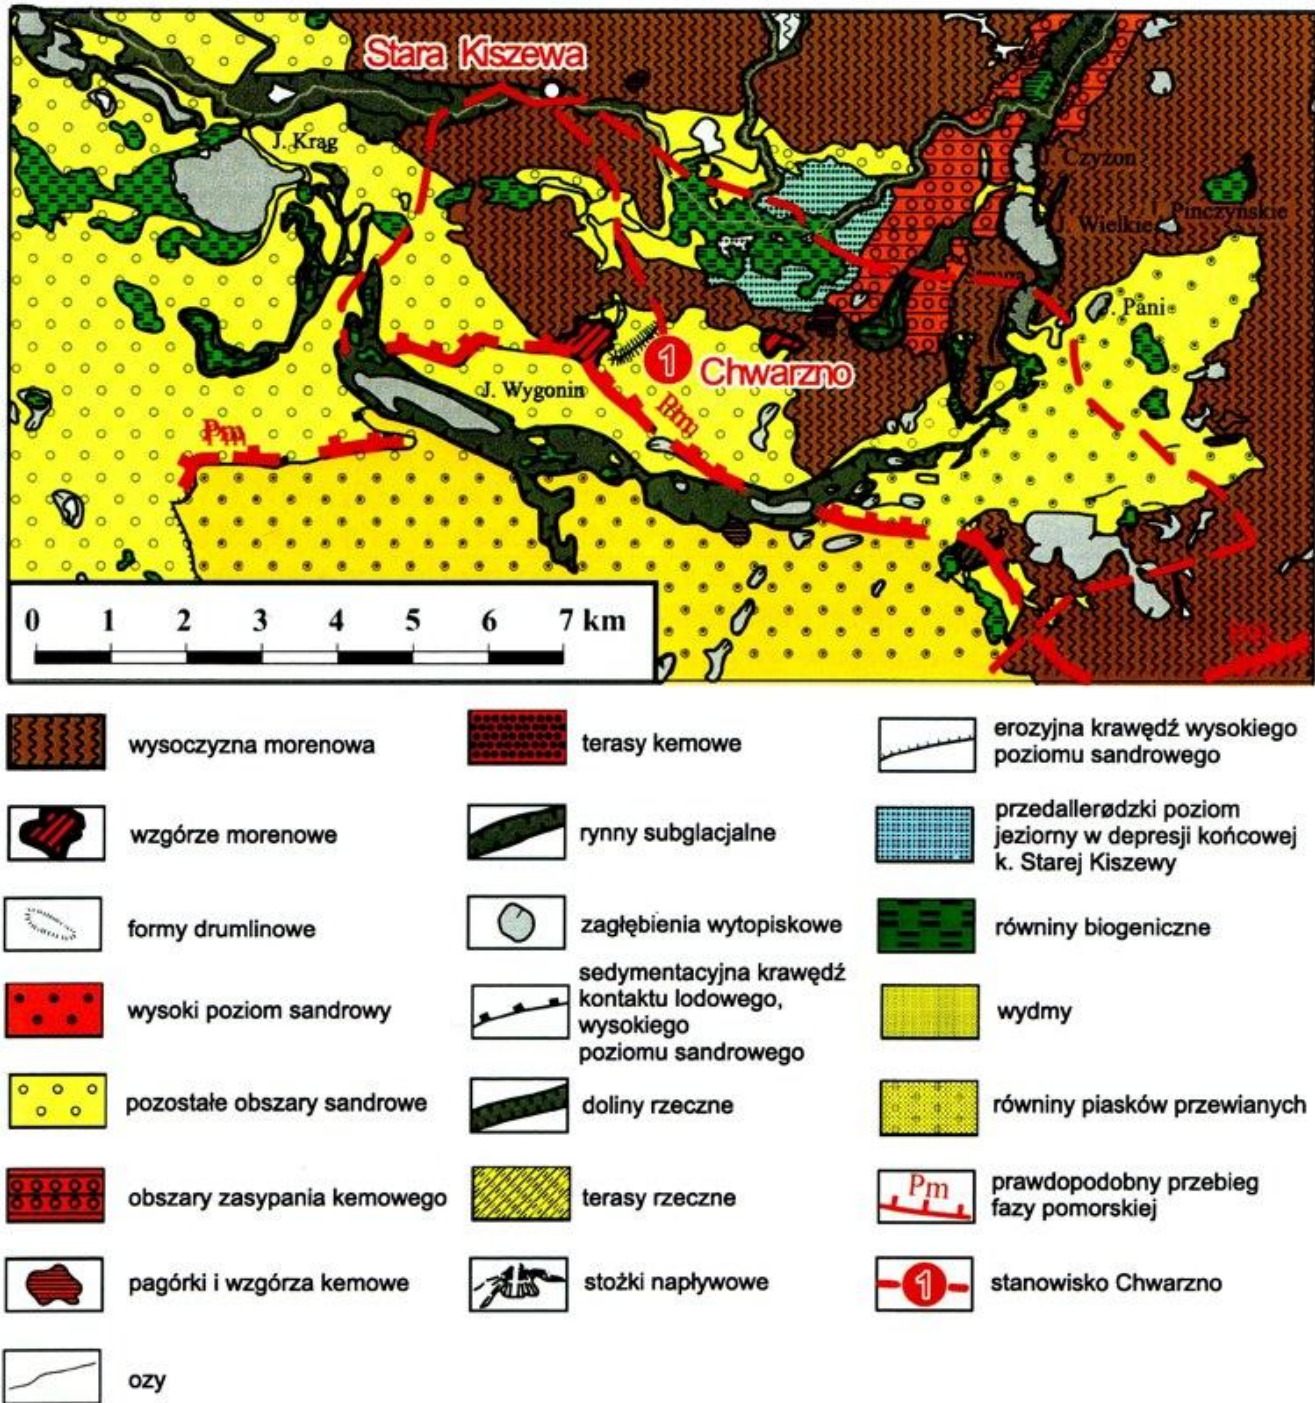 Stara Kiszewa
J. Krąg
J. Czyżon
Pinczyńskie
J. Wielkie
J. Pani
1 Chwarzno
J. Wygonin
Pm
Pm
0 1 2 3 4 5 6 7 km
wysoczyzna morenowa
wzgórze morenowe
formy drumlinowe
wysoki poziom sandrowy
pozostałe obszary sandrowe
obszary zasypania kemowego
pagórki i wzgórza kemowe
ozy
terasy kemowe
rynny subglacjalne
zagłębienia wytopiskowe
sedymentacyjna krawędź
kontaktu lodowego,
wysokiego
poziomu sandrowego
doliny rzeczne
terasy rzeczne
stożki napływowe
erozyjna krawędź wysokiego
poziomu sandrowego
przedallerødzki poziom
jeziorny w depresji końcowej
k. Starej Kiszewy
równiny biogeniczne
wydmy
równiny piasków przewianych
Pm
prawdopodobny przebieg
fazy pomorskiej
1
stanowisko Chwarzno